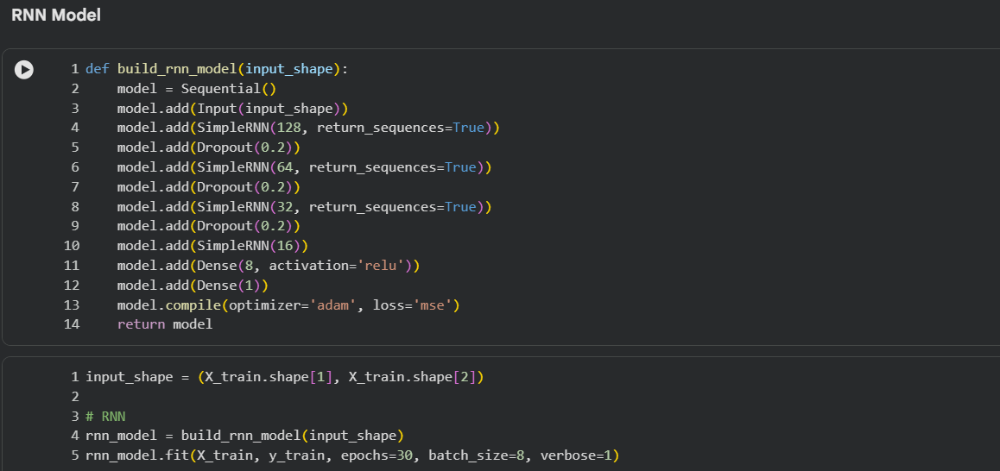 RNN Model
1 def build_rnn_model(input_shape):
2     model = Sequential()
3     model.add(Input(input_shape))
4     model.add(SimpleRNN(128, return_sequences=True))
5     model.add(Dropout(0.2))
6     model.add(SimpleRNN(64, return_sequences=True))
7     model.add(Dropout(0.2))
8     model.add(SimpleRNN(32, return_sequences=True))
9     model.add(Dropout(0.2))
10     model.add(SimpleRNN(16))
11     model.add(Dense(8, activation='relu'))
12     model.add(Dense(1))
13     model.compile(optimizer='adam', loss='mse')
14     return model
1 input_shape = (X_train.shape[1], X_train.shape[2])
2
3 # RNN
4 rnn_model = build_rnn_model(input_shape)
5 rnn_model.fit(X_train, y_train, epochs=30, batch_size=8, verbose=1)